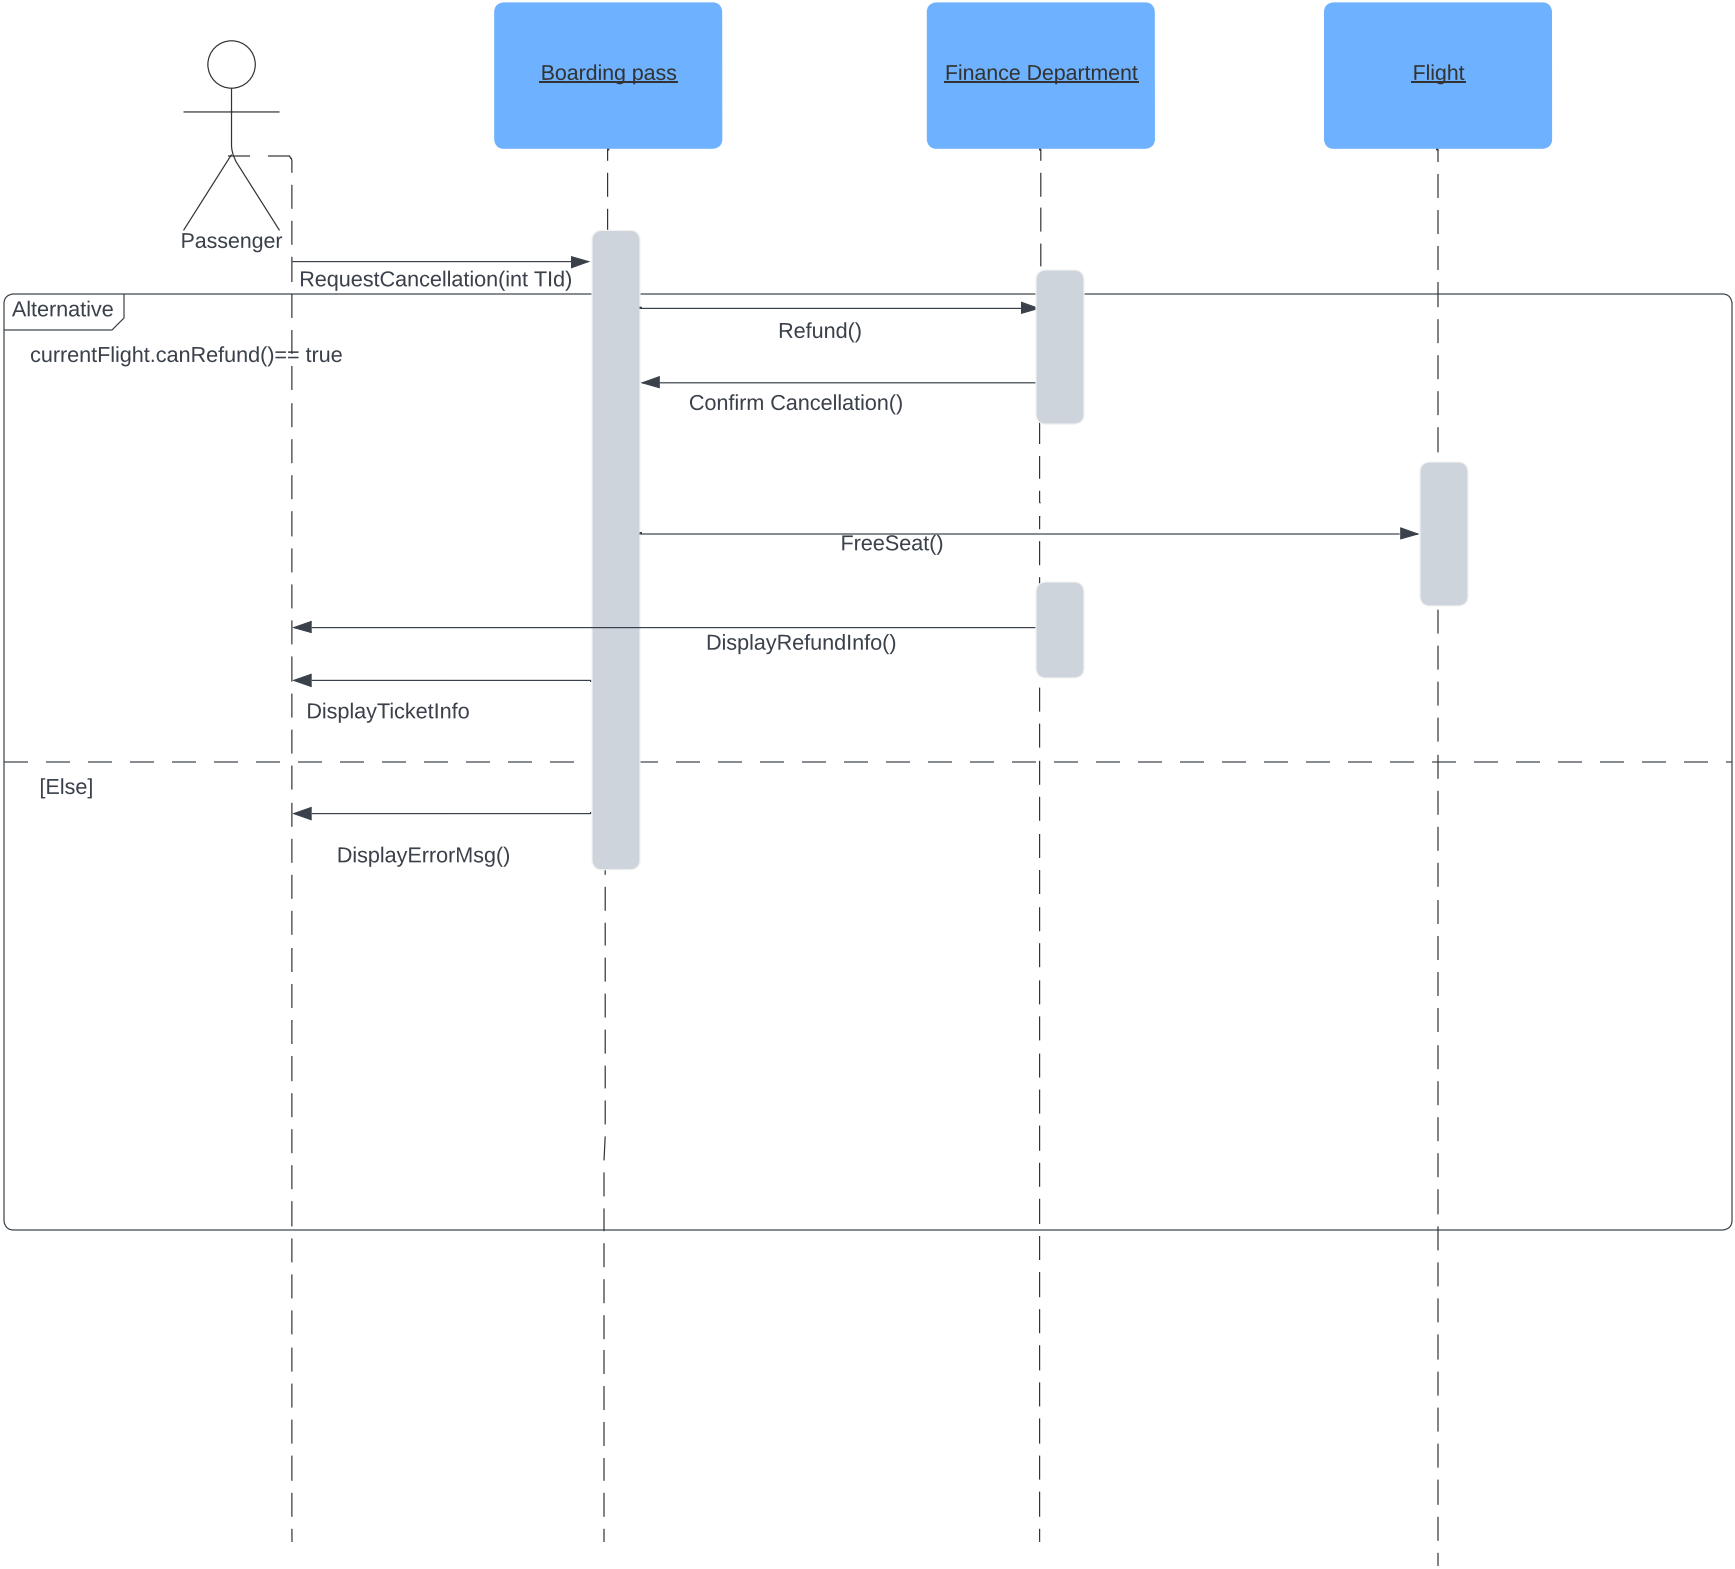 Boarding pass
Finance Department
Flight
Passenger
RequestCancellation(int TId)
Alternative
Refund()
currentFlight.canRefund()== true
Confirm Cancellation()
FreeSeat()
DisplayRefundInfo()
DisplayTicketInfo
[Else]
DisplayErrorMsg()